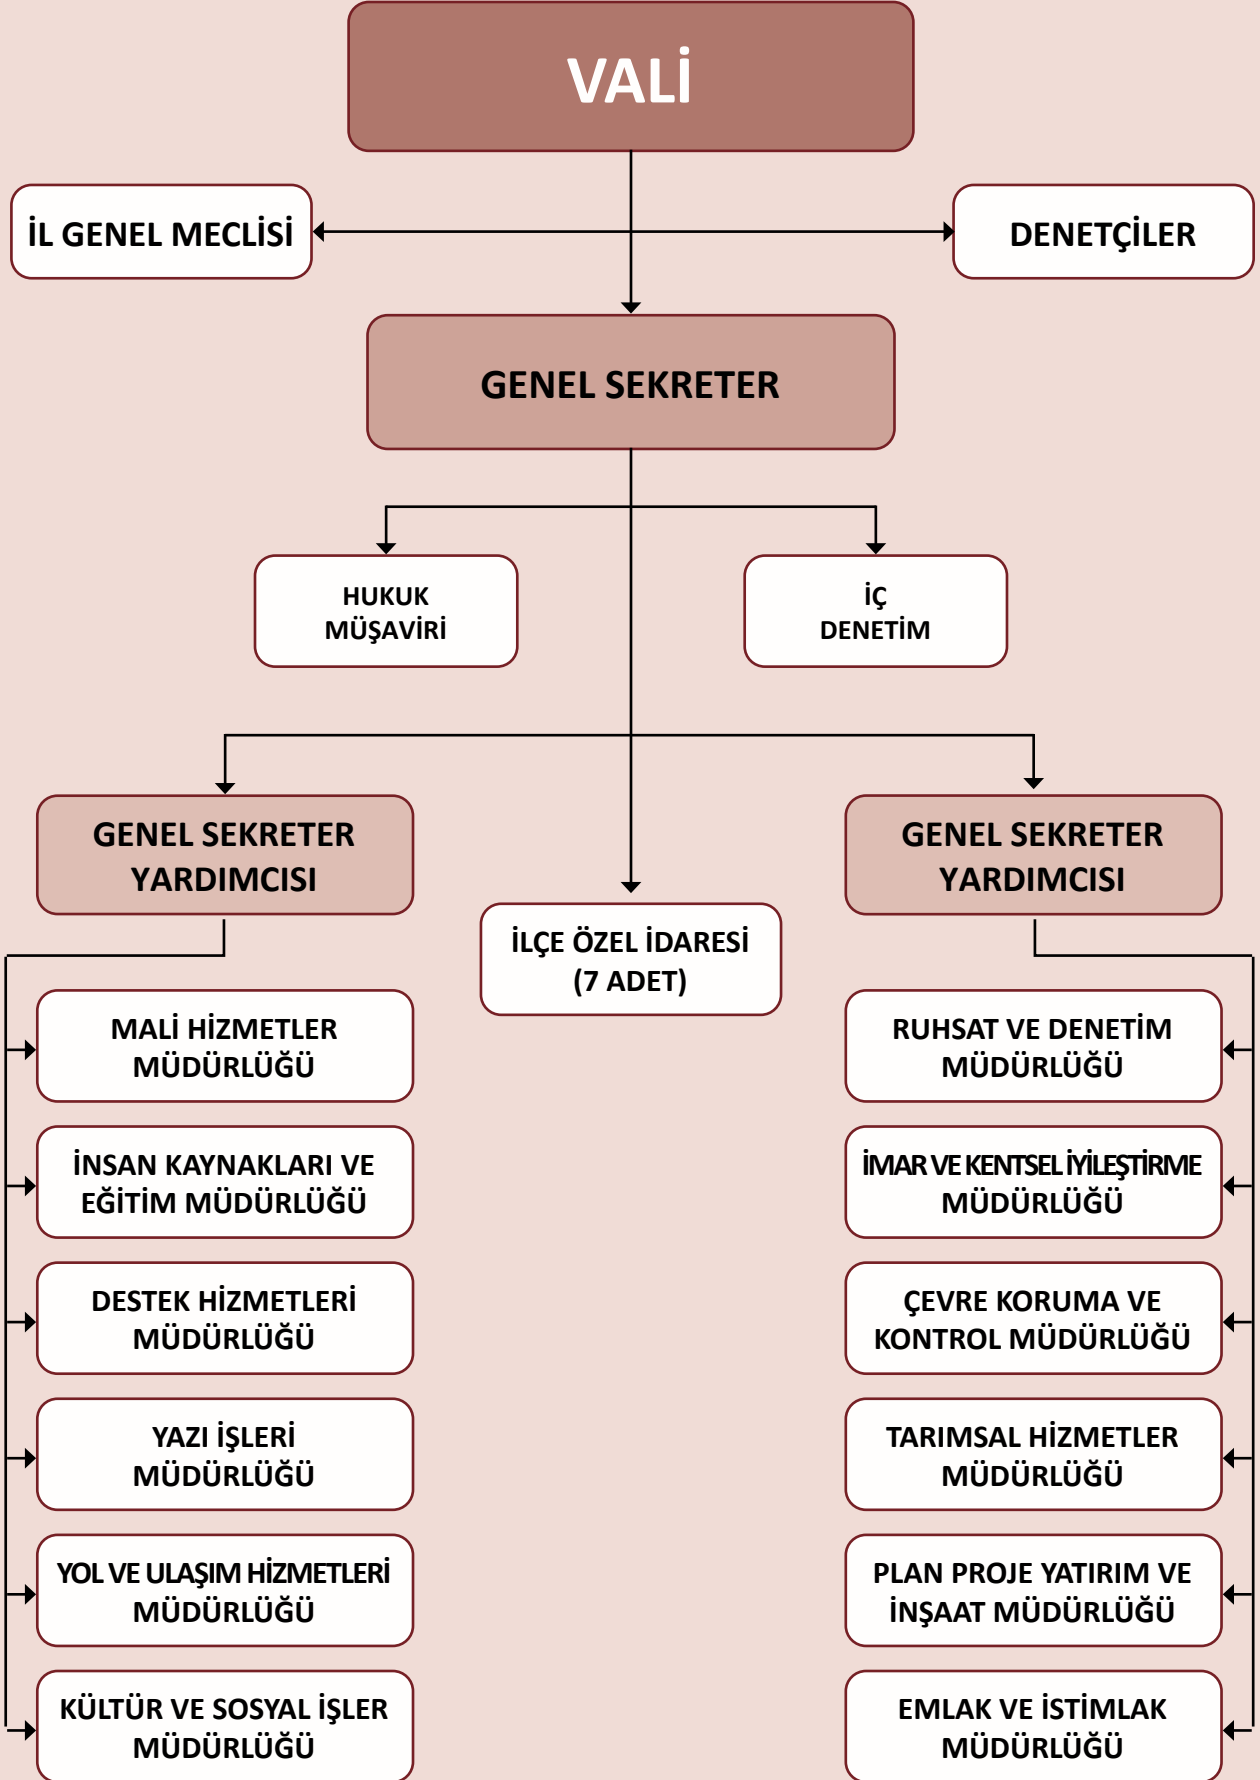 VALİ
İL GENEL MECLİSİ
DENETÇİLER
GENEL SEKRETER
HUKUK
MÜŞAVİRİ
İÇ
DENETİM
GENEL SEKRETER
YARDIMCISI
GENEL SEKRETER
YARDIMCISI
İLÇE ÖZEL İDARESİ
(7 ADET)
MALİ HİZMETLER
MÜDÜRLÜĞÜ
İNSAN KAYNAKLARI VE
EĞİTİM MÜDÜRLÜĞÜ
DESTEK HİZMETLERİ
MÜDÜRLÜĞÜ
YAZI İŞLERİ
MÜDÜRLÜĞÜ
YOL VE ULAŞIM HİZMETLERİ
MÜDÜRLÜĞÜ
KÜLTÜR VE SOSYAL İŞLER
MÜDÜRLÜĞÜ
RUHSAT VE DENETİM
MÜDÜRLÜĞÜ
İMAR VE KENTSEL İYİLEŞTİRME
MÜDÜRLÜĞÜ
ÇEVRE KORUMA VE
KONTROL MÜDÜRLÜĞÜ
TARIMSAL HİZMETLER
MÜDÜRLÜĞÜ
PLAN PROJE YATIRIM VE
İNŞAAT MÜDÜRLÜĞÜ
EMLAK VE İSTİMLAK
MÜDÜRLÜĞÜ